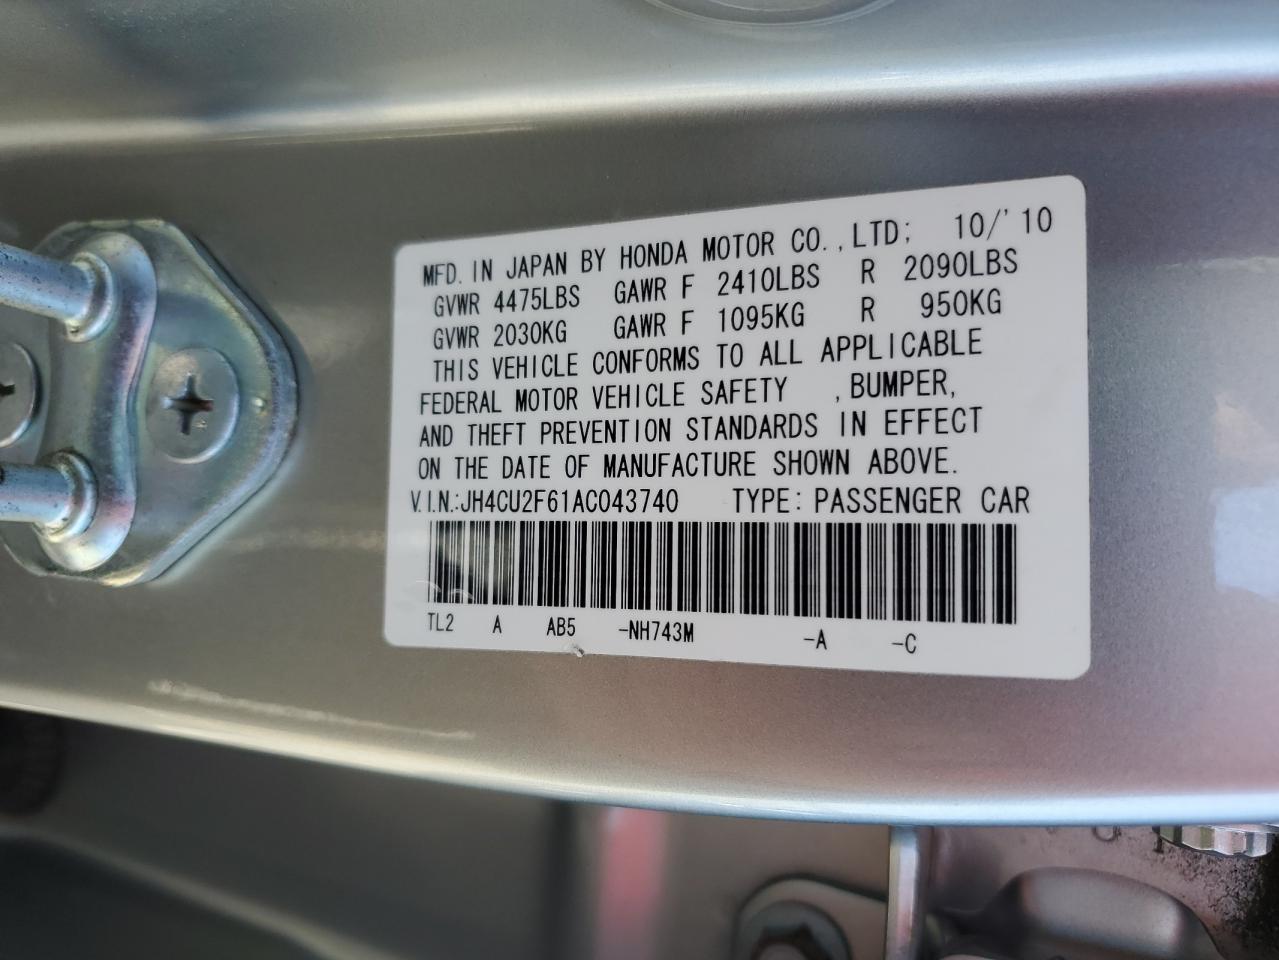 MFD. IN JAPAN BY HONDA MOTOR CO., LTD; 10/'10
GVWR 4475LBS GAWR F 2410LBS R 2090LBS
GVWR 2030KG GAWR F 1095KG R 950KG
THIS VEHICLE CONFORMS TO ALL APPLICABLE
FEDERAL MOTOR VEHICLE SAFETY , BUMPER,
AND THEFT PREVENTION STANDARDS IN EFFECT
ON THE DATE OF MANUFACTURE SHOWN ABOVE.
V.I.N.:JH4CU2F61AC043740 TYPE: PASSENGER CAR
TL2 A AB5 -NH743M -A -C